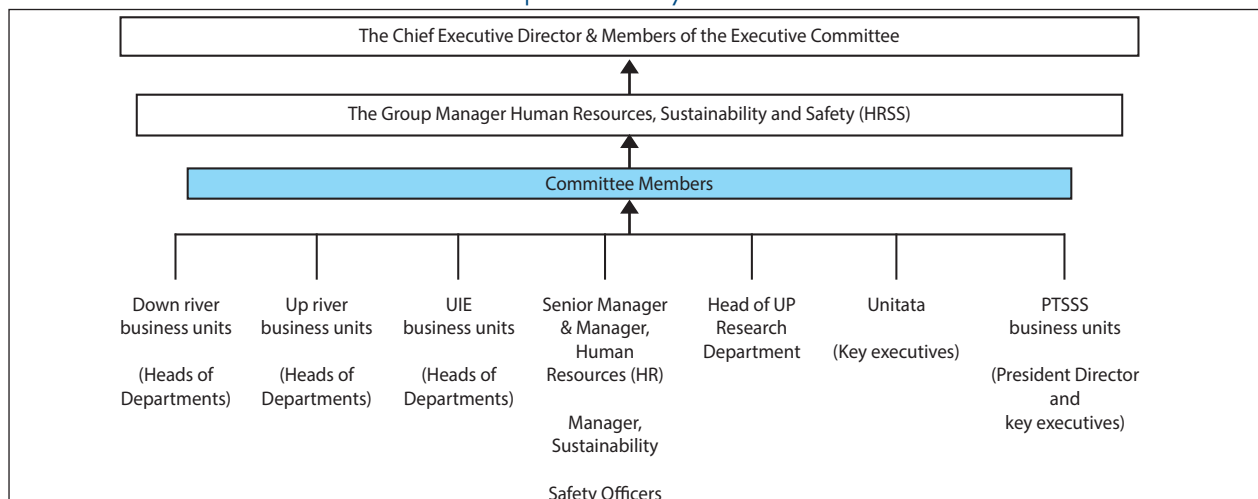 The Chief Executive Director & Members of the Executive Committee
The Group Manager Human Resources, Sustainability and Safety (HRSS)
Committee Members
Down river
business units
(Heads of
Departments)
Up river
business units
(Heads of
Departments)
UIE
business units
(Heads of
Departments)
Senior Manager
& Manager,
Human
Resources (HR)
Manager,
Sustainability
Safety Officers
Head of UP
Research
Department
Unitata
(Key executives)
PTSSS
business units
(President Director
and
key executives)